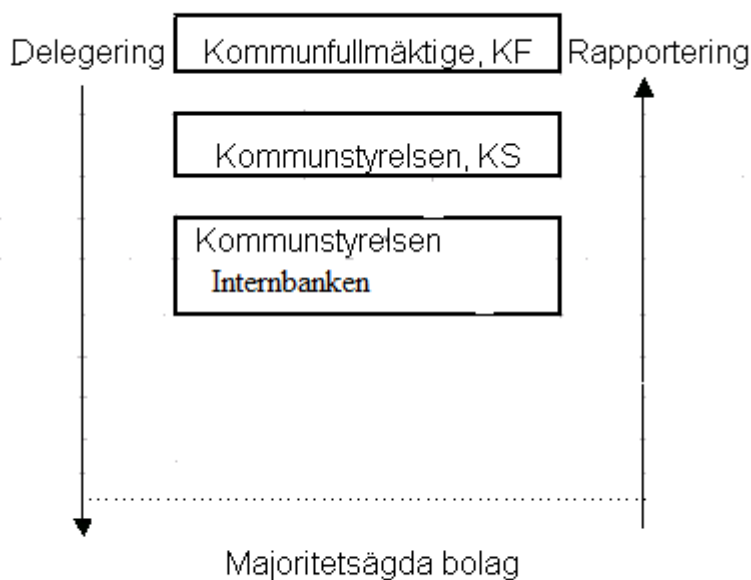 Delegering Kommunfullmäktige, KF Rapportering
Kommunstyrelsen, KS
Kommunstyrelsen
Internbanken
Majoritetsägda bolag